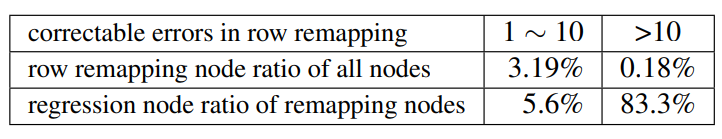 correctable errors in row remapping 1 ∼ 10 >10
row remapping node ratio of all nodes 3.19% 0.18%
regression node ratio of remapping nodes 5.6% 83.3%